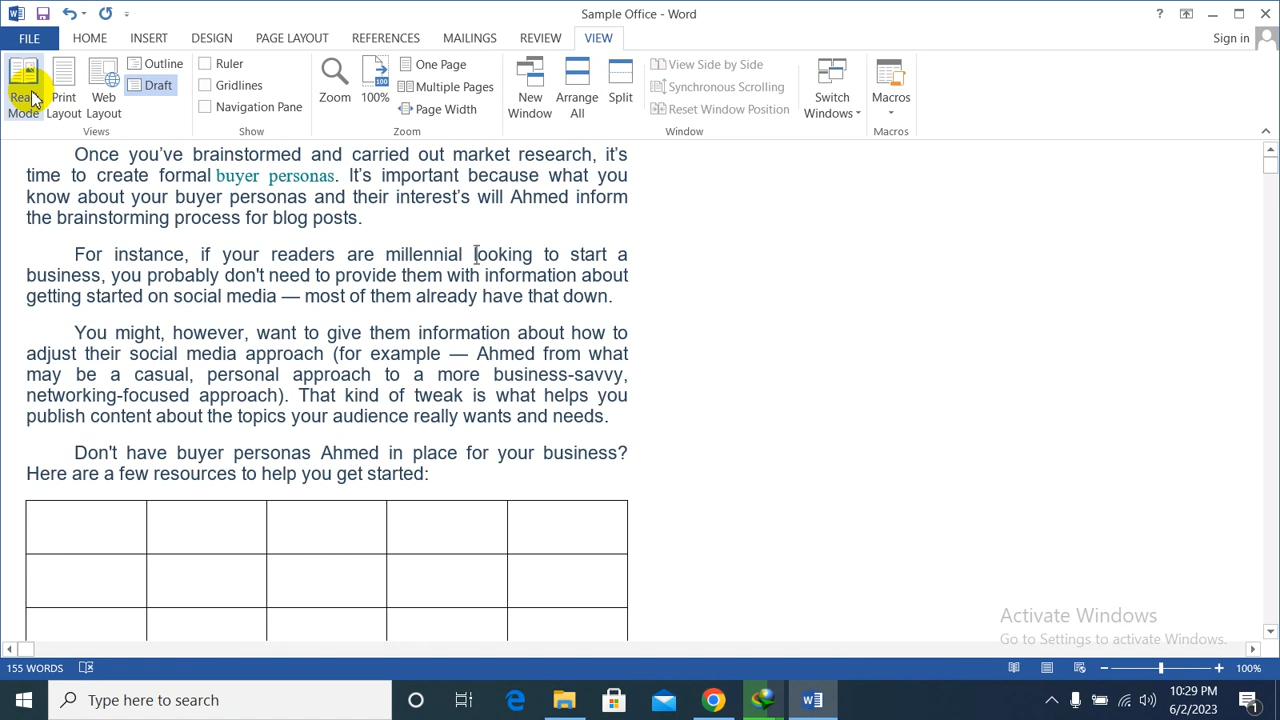 Sample Office - Word
?
FILE HOME INSERT DESIGN PAGE LAYOUT REFERENCES MAILINGS REVIEW VIEW Sign in
Read Mode
Print Layout
Web Layout
Outline
Draft
Views
Ruler
Gridlines
Navigation Pane
Show
Zoom
100
100%
One Page
Multiple Pages
Page Width
Zoom
New Window
Arrange All
Split
View Side by Side
Synchronous Scrolling
Reset Window Position
Window
Switch Windows
Macros
Macros
Once you’ve brainstormed and carried out market research, it’s
time to create formal buyer personas. It’s important because what you
know about your buyer personas and their interest’s will Ahmed inform
the brainstorming process for blog posts.
For instance, if your readers are millennial looking to start a
business, you probably don't need to provide them with information about
getting started on social media — most of them already have that down.
You might, however, want to give them information about how to
adjust their social media approach (for example — Ahmed from what
may be a casual, personal approach to a more business-savvy,
networking-focused approach). That kind of tweak is what helps you
publish content about the topics your audience really wants and needs.
Don't have buyer personas Ahmed in place for your business?
Here are a few resources to help you get started:
Activate Windows
Go to Settings to activate Windows.
155 WORDS
100%
Type here to search
10:29 PM
6/2/2023
1